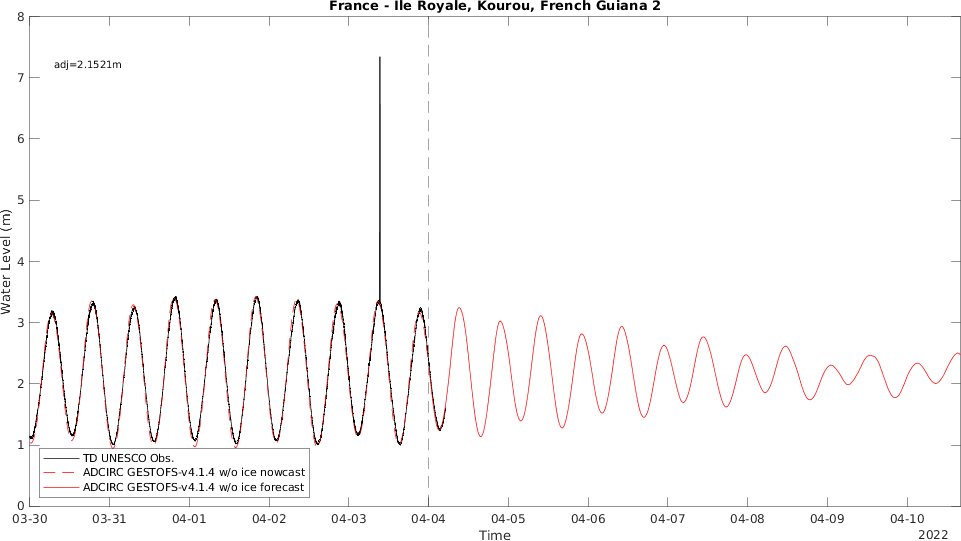 France - Ile Royale, Kourou, French Guiana 2
adj=2.1521m
8
7
6
5
4
3
2
1
0
Water Level (m)
TD UNESCO Obs.
ADCIRC GESTOFS-v4.1.4 w/o ice nowcast
ADCIRC GESTOFS-v4.1.4 w/o ice forecast
03-30 03-31 04-01 04-02 04-03 04-04 04-05 04-06 04-07 04-08 04-09 04-10
Time
2022